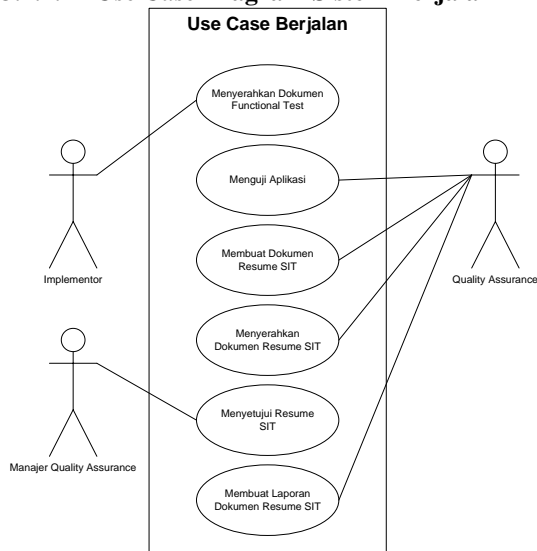 Use Case Berjalan
Menyerahkan Dokumen
Functional Test
Menguji Aplikasi
Membuat Dokumen
Resume SIT
Menyerahkan
Dokumen Resume SIT
Menyetujui Resume
SIT
Membuat Laporan
Dokumen Resume SIT
Implementor
Manajer Quality Assurance
Quality Assurance